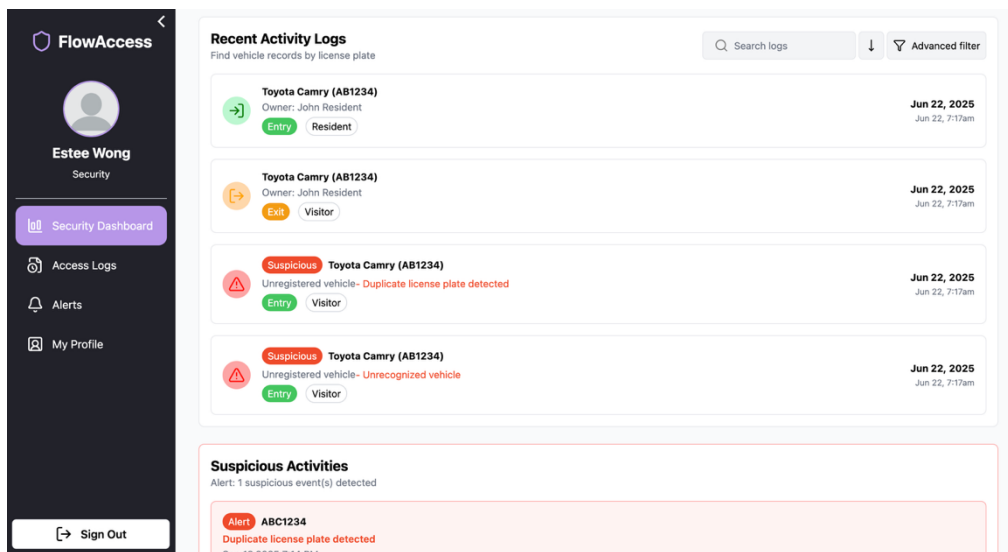 FlowAccess
Estee Wong
Security
Security Dashboard
Access Logs
Alerts
My Profile
Sign Out
Recent Activity Logs
Find vehicle records by license plate
Search logs
Advanced filter
Toyota Camry (AB1234)
Owner: John Resident
Entry Resident
Jun 22, 2025
Jun 22, 7:17am
Toyota Camry (AB1234)
Owner: John Resident
Exit Visitor
Jun 22, 2025
Jun 22, 7:17am
Suspicious Toyota Camry (AB1234)
Unregistered vehicle- Duplicate license plate detected
Entry Visitor
Jun 22, 2025
Jun 22, 7:17am
Suspicious Toyota Camry (AB1234)
Unregistered vehicle- Unrecognized vehicle
Entry Visitor
Jun 22, 2025
Jun 22, 7:17am
Suspicious Activities
Alert: 1 suspicious event(s) detected
Alert ABC1234
Duplicate license plate detected